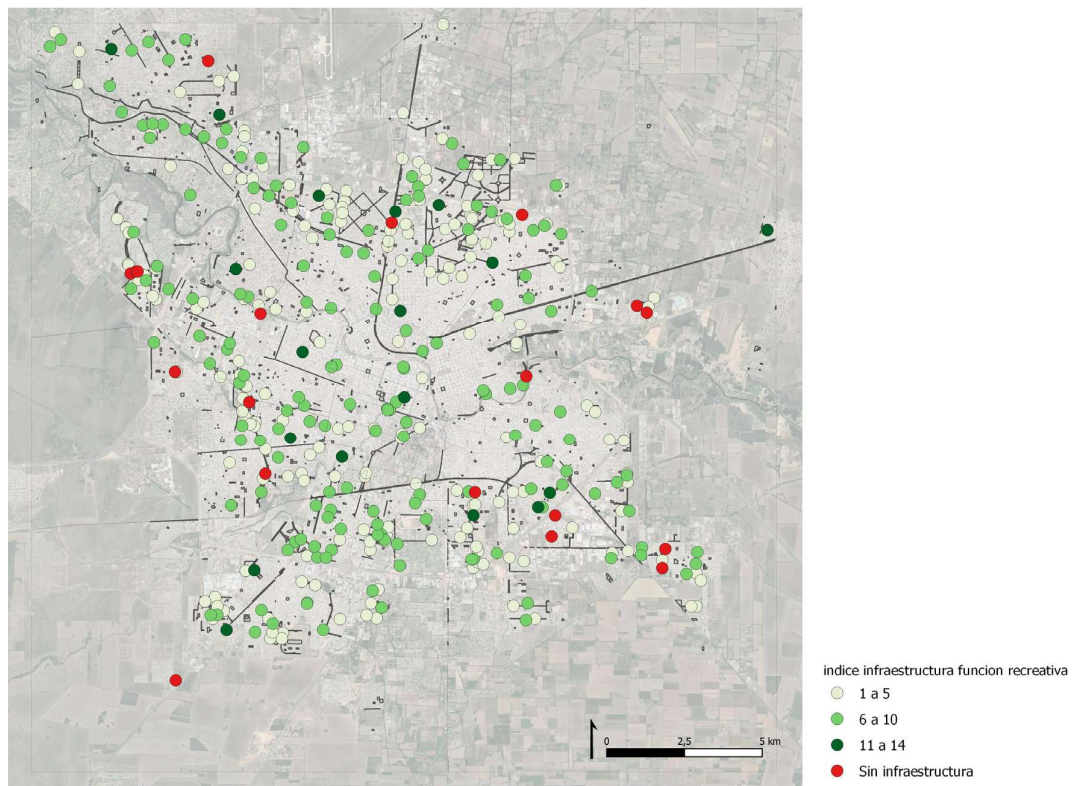 indice infraestructura funcion recreativa
1 a 5
6 a 10
11 a 14
Sin infraestructura
0 2,5 5 km